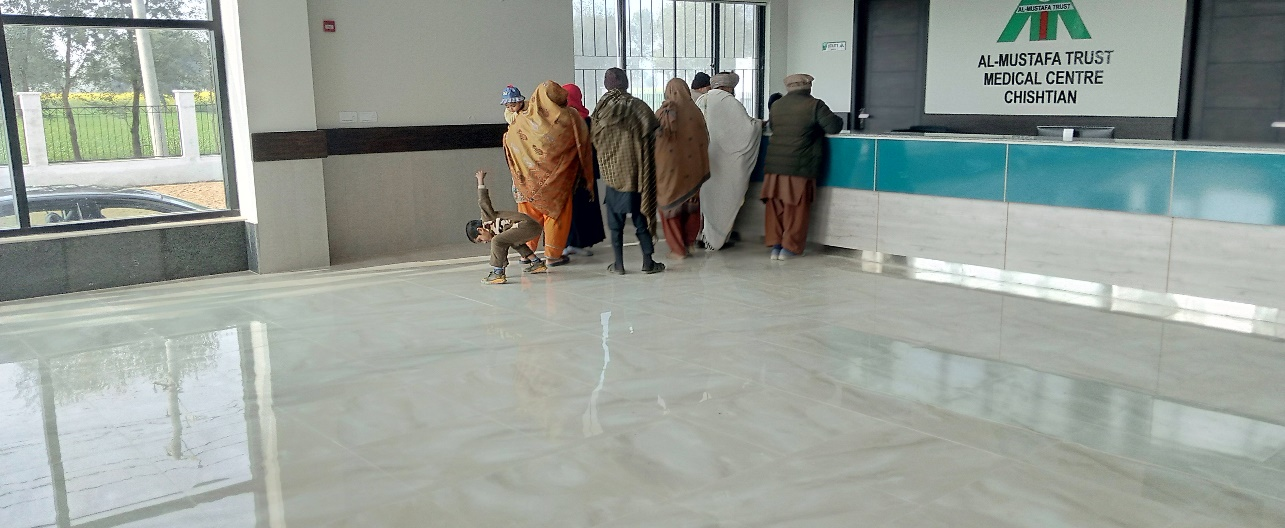 AL-MUSTAFA TRUST
AL-MUSTAFA TRUST
MEDICAL CENTRE
CHISHTIAN